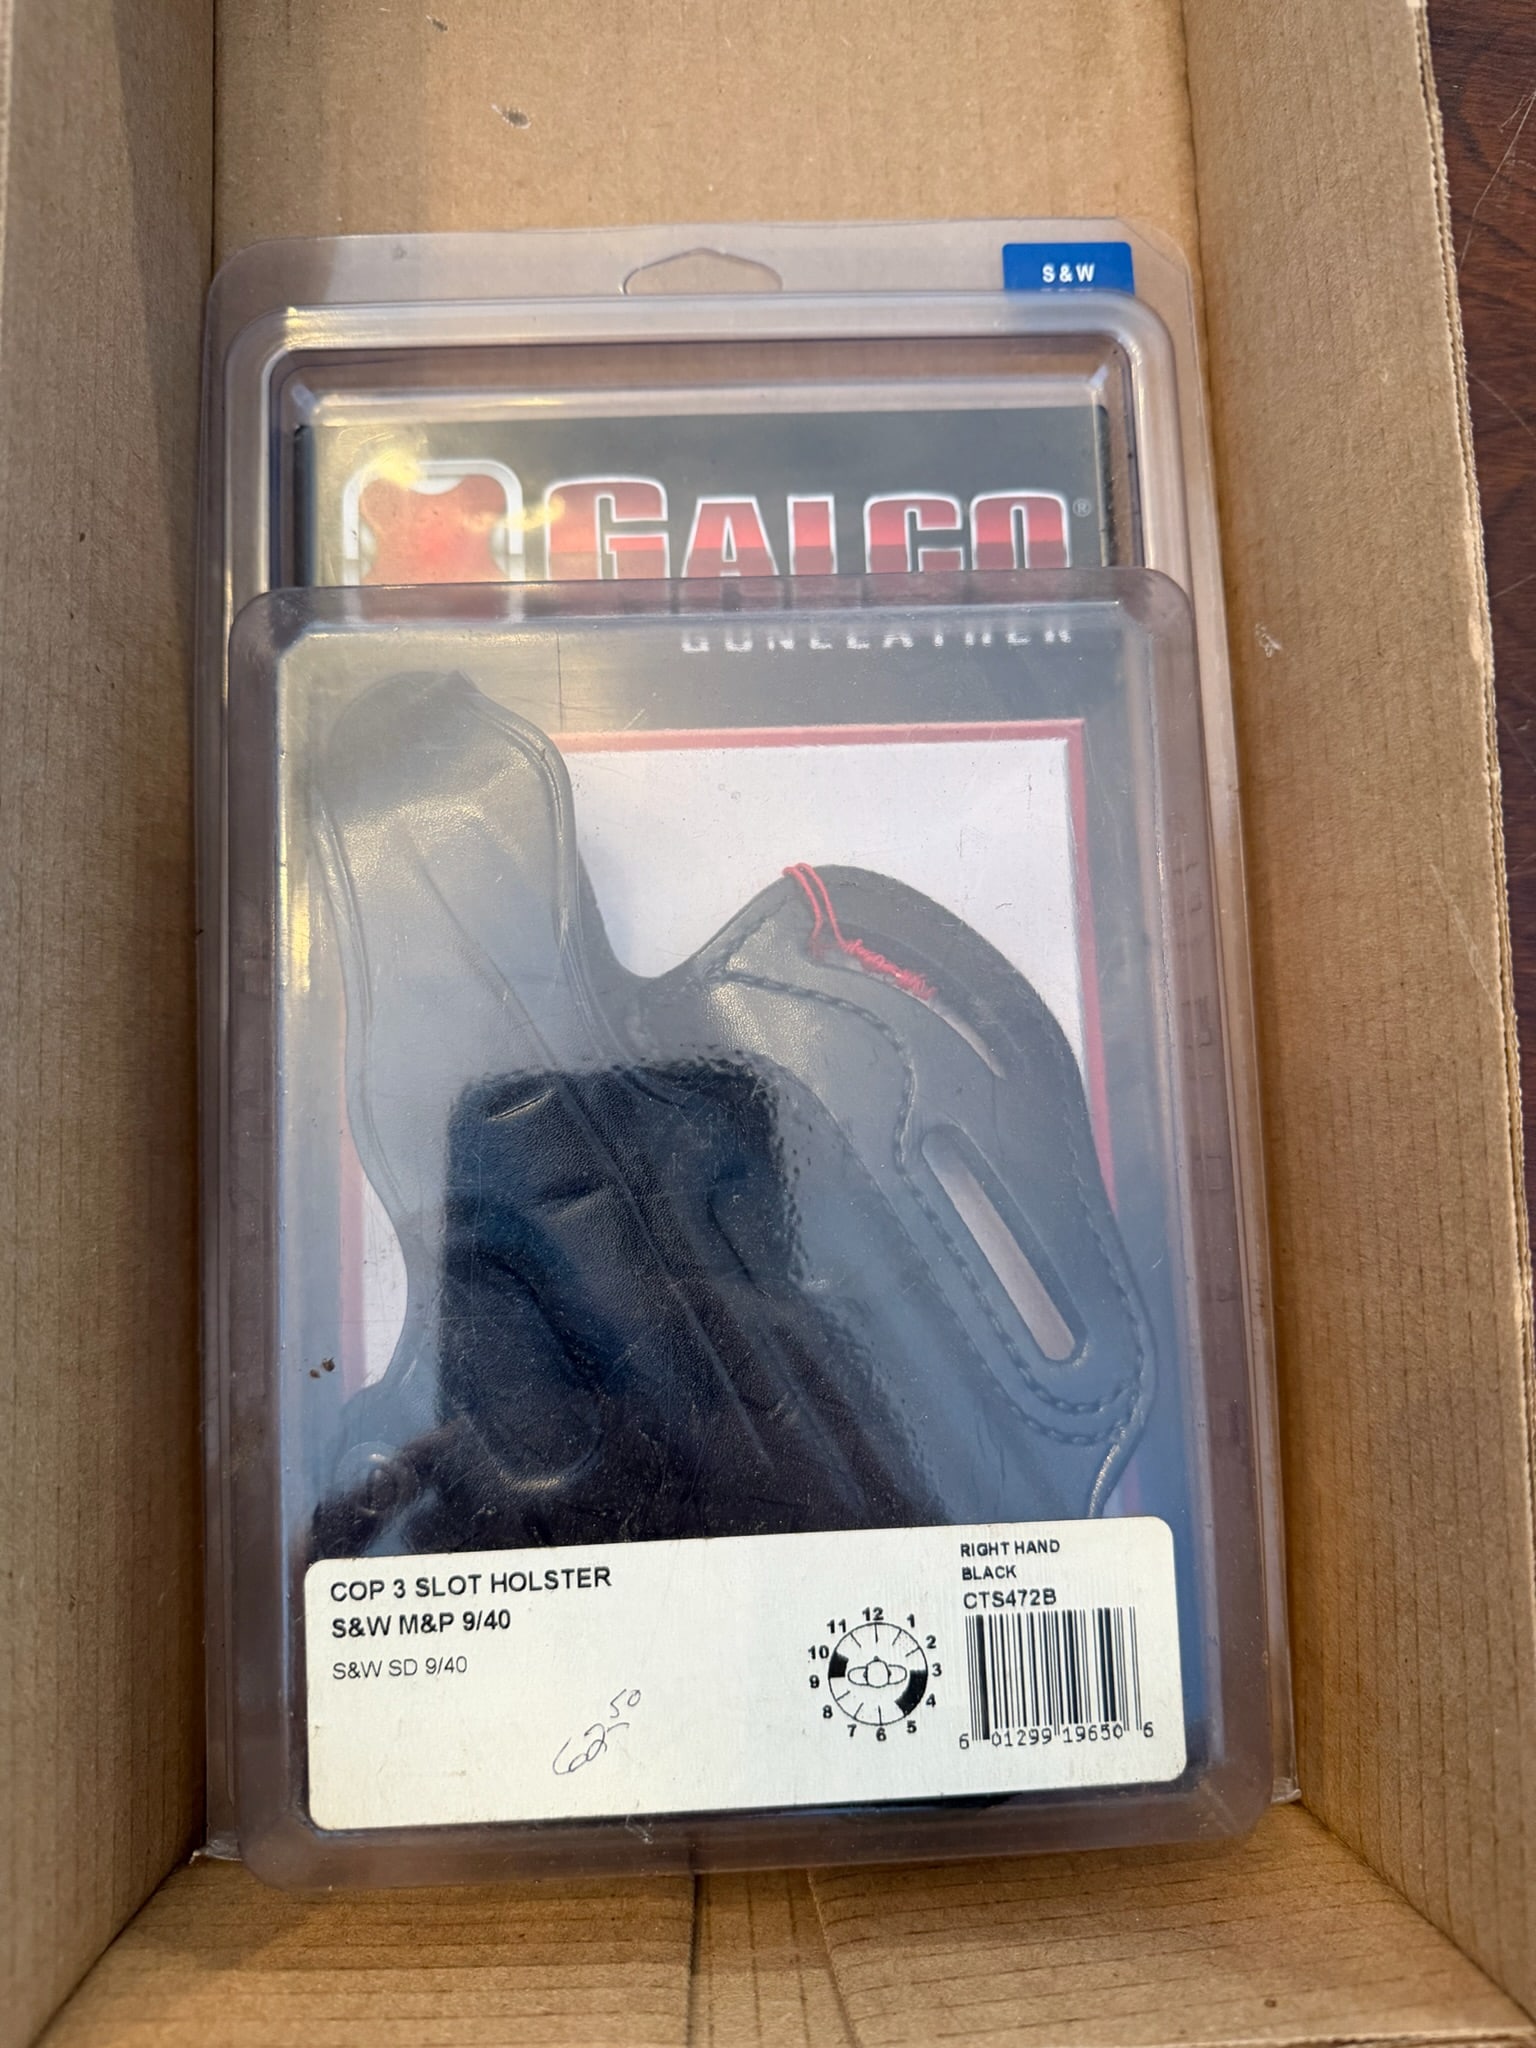 S & W
GALCO®
GUNLEATHER
COP 3 SLOT HOLSTER
S&W M&P 9/40
S&W SD 9/40
62.50
RIGHT HAND
BLACK
CTS472B
12
1
2
3
4
5
6
7
8
9
10
11
6 01299 19650 6